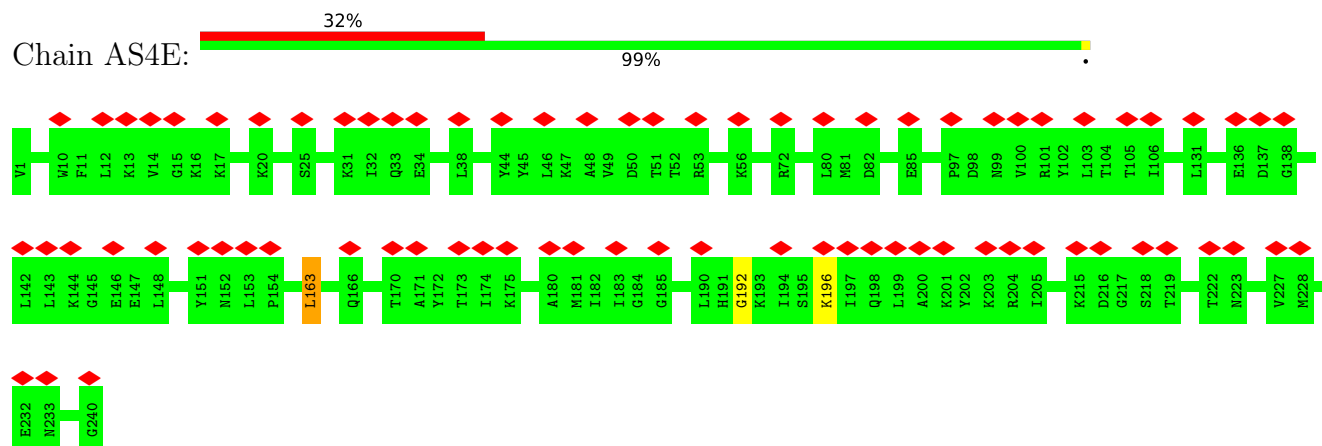 32%
Chain AS4E:
99% •
V1 W10 F11 L12 K13 V14 G15 K16 K17 K20 S25 K31 I32 Q33 E34 L38 Y44 Y45 L46 K47 A48 V49 D50 T51 T52 R53 K56 R72 L80 M81 D82 E85 P97 D98 N99 V100 R101 Y102 L103 T104 T105 I106 L131 E136 D137 G138
L142 L143 K144 G145 E146 E147 L148 Y151 N152 L153 P154 L163 Q166 T170 A171 Y172 T173 I174 K175 A180 M181 I182 I183 G184 G185 L190 H191 G192 K193 I194 S195 K196 I197 Q198 L199 A200 K201 Y202 K203 R204 I205 K215 D216 G217 S218 T219 T222 N223 V227 M228
E232 N233 G240